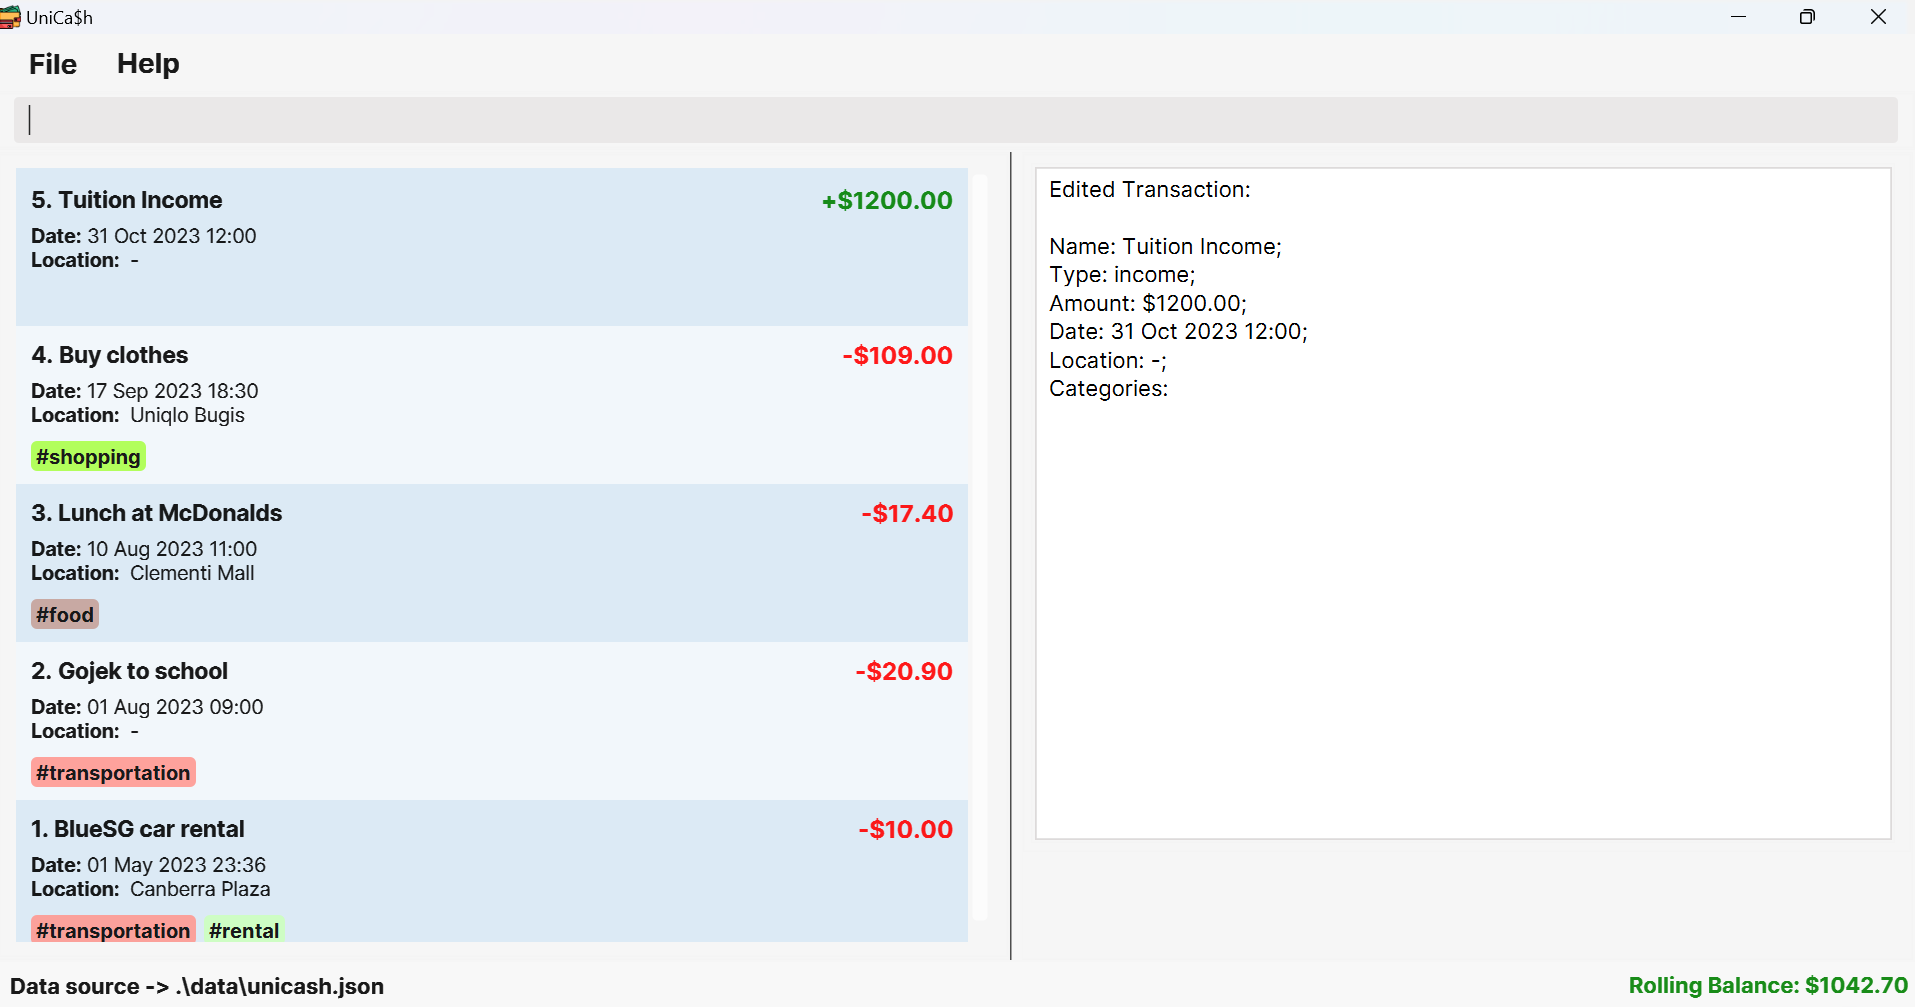 UniCa$h
File Help
5. Tuition Income +$1200.00
Date: 31 Oct 2023 12:00
Location: -
4. Buy clothes -$109.00
Date: 17 Sep 2023 18:30
Location: Uniqlo Bugis
#shopping
3. Lunch at McDonalds -$17.40
Date: 10 Aug 2023 11:00
Location: Clementi Mall
#food
2. Gojek to school -$20.90
Date: 01 Aug 2023 09:00
Location: -
#transportation
1. BlueSG car rental -$10.00
Date: 01 May 2023 23:36
Location: Canberra Plaza
#transportation #rental
Edited Transaction:
Name: Tuition Income;
Type: income;
Amount: $1200.00;
Date: 31 Oct 2023 12:00;
Location: -;
Categories:
Data source -> .\data\unicash.json
Rolling Balance: $1042.70